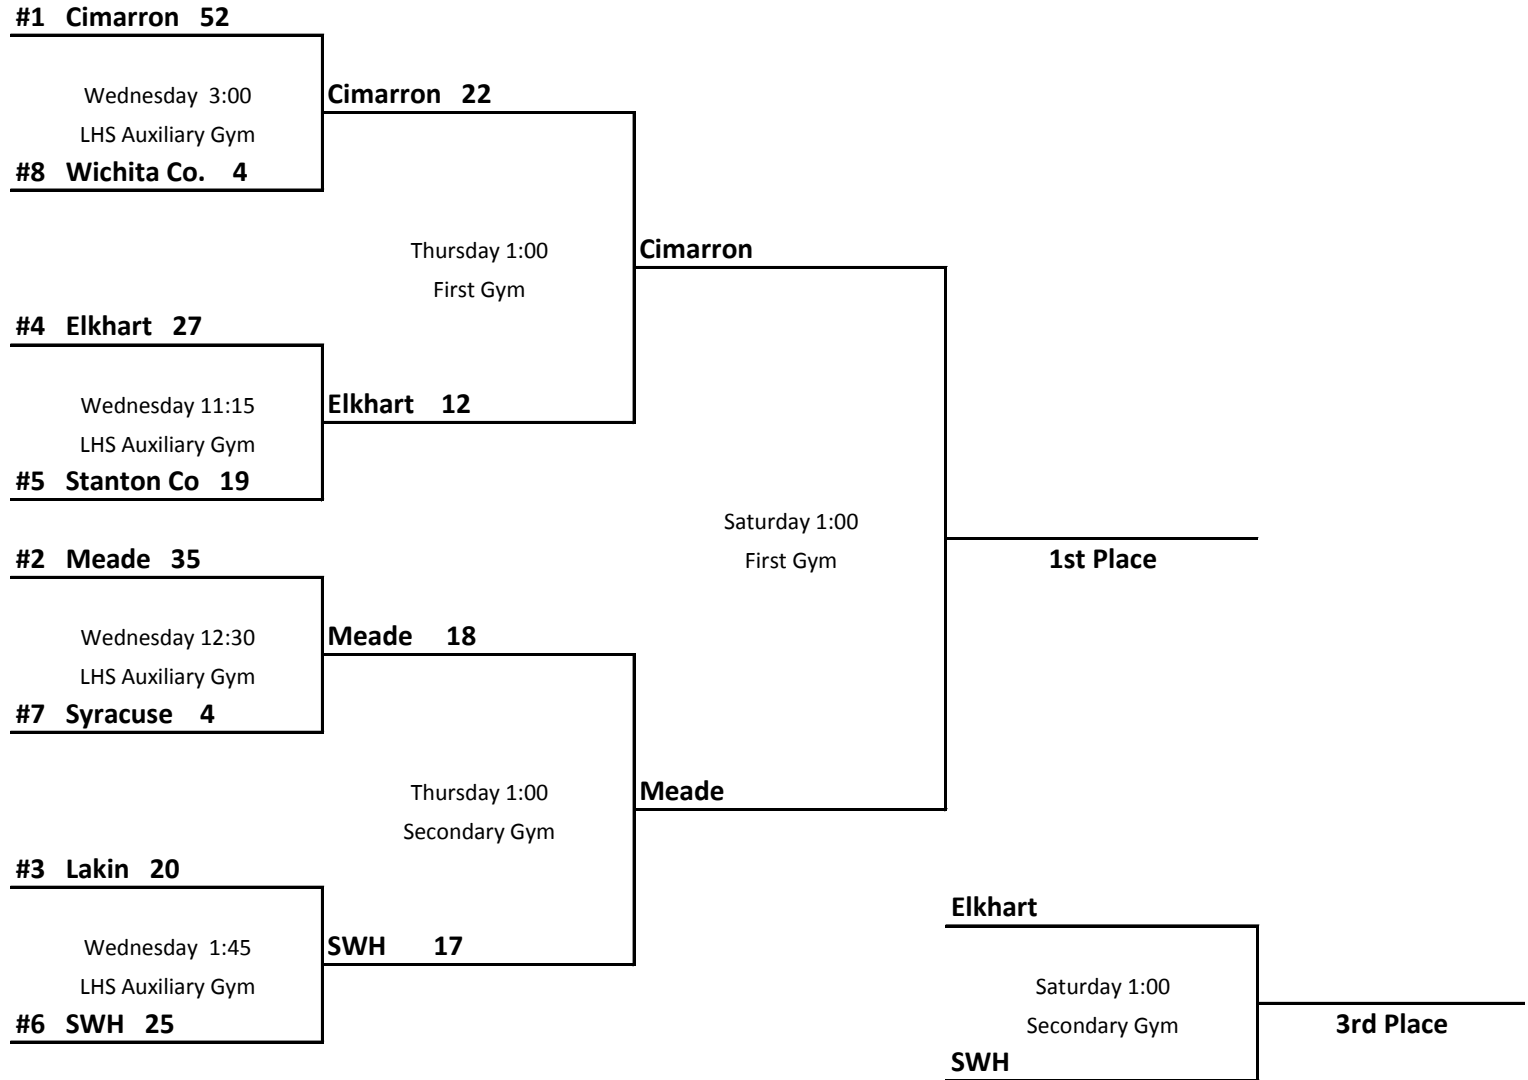 #1 Cimarron 52
Wednesday 3:00
Cimarron 22
LHS Auxiliary Gym
#8 Wichita Co. 4
Thursday 1:00
Cimarron
First Gym
#4 Elkhart 27
Wednesday 11:15
Elkhart 12
LHS Auxiliary Gym
#5 Stanton Co 19
Saturday 1:00
First Gym
1st Place
#2 Meade 35
Wednesday 12:30
Meade 18
LHS Auxiliary Gym
#7 Syracuse 4
Thursday 1:00
Meade
Secondary Gym
#3 Lakin 20
Elkhart
Wednesday 1:45
SWH 17
LHS Auxiliary Gym
Saturday 1:00
#6 SWH 25
Secondary Gym
3rd Place
SWH